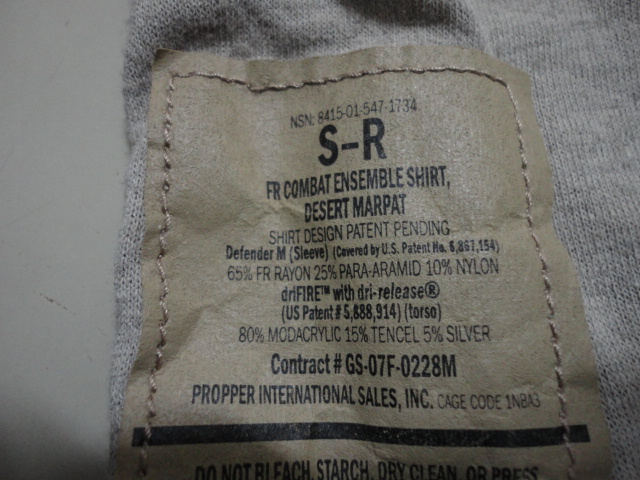 NSN: 8415-01-547-1734
S-R
FR COMBAT ENSEMBLE SHIRT,
DESERT MARPAT
SHIRT DESIGN PATENT PENDING
Defender M (Sleeve) (Covered by U.S. Patent No. 6,867,154)
65% FR RAYON 25% PARA-ARAMID 10% NYLON
driFIRE™ with dri-release®
(US Patent # 5,888,914) (torso)
80% MODACRYLIC 15% TENCEL 5% SILVER
Contract # GS-07F-0228M
PROPPER INTERNATIONAL SALES, INC. CAGE CODE 1NBA3
DO NOT BLEACH, STARCH, DRY CLEAN, OR PRESS